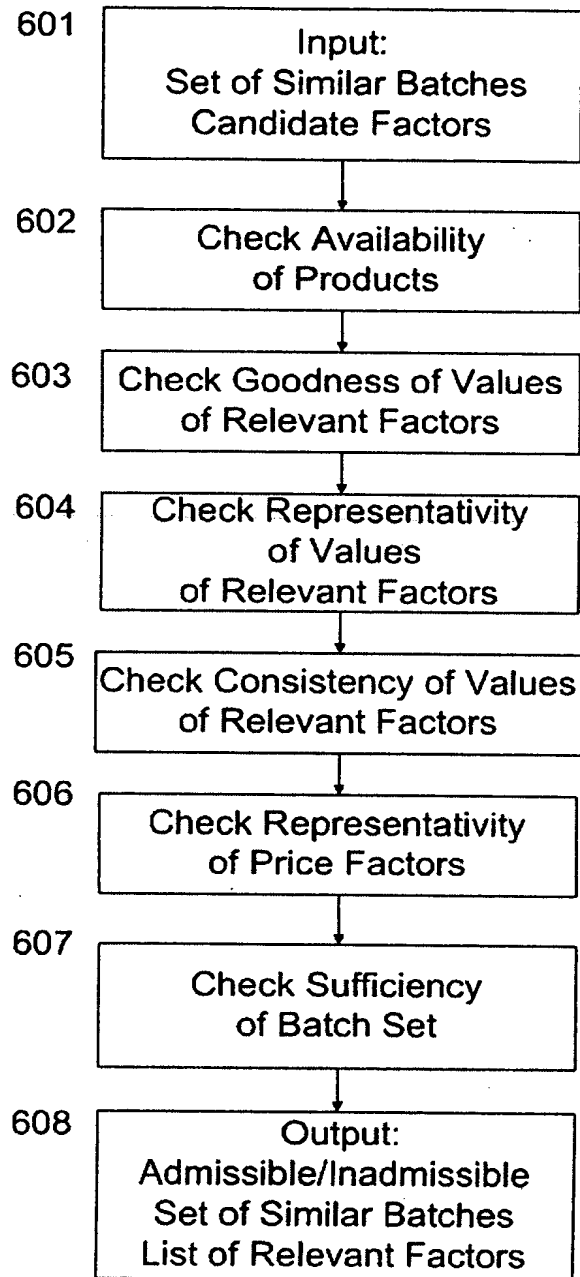 601
Input:
Set of Similar Batches
Candidate Factors
602
Check Availability
of Products
603
Check Goodness of Values
of Relevant Factors
604
Check Representativity
of Values
of Relevant Factors
605
Check Consistency of Values
of Relevant Factors
606
Check Representativity
of Price Factors
607
Check Sufficiency
of Batch Set
608
Output:
Admissible/Inadmissible
Set of Similar Batches
List of Relevant Factors